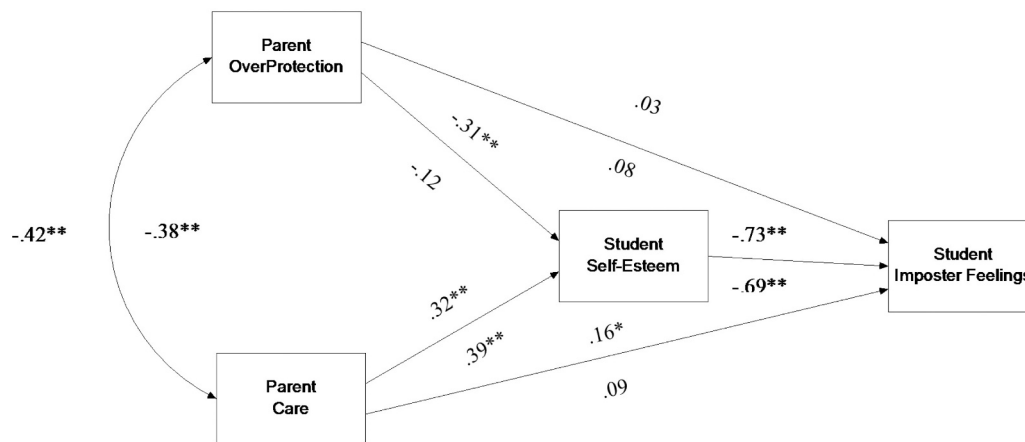 Parent
OverProtection
.03
-.31**
.08
-.12
-.42**
-.38**
Student
Self-Esteem
-.73**
-.69**
Student
Imposter Feelings
.32**
.39**
.16*
.09
Parent
Care